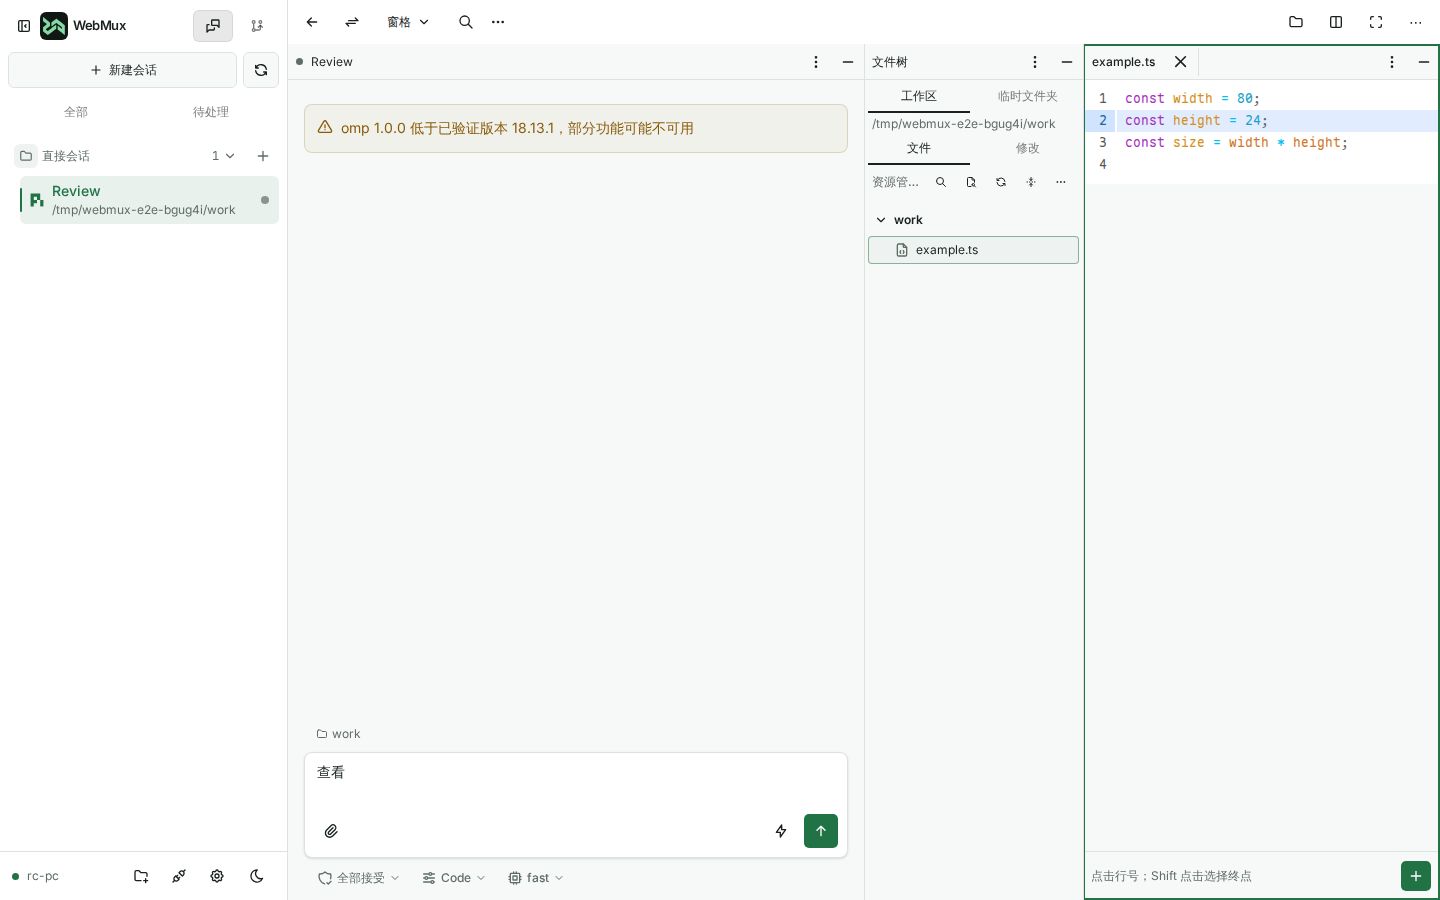 WebMux
新建会话
全部
待处理
直接会话
1
Review
/tmp/webmux-e2e-bgug4i/work
rc-pc
窗格
Review
omp 1.0.0 低于已验证版本 18.13.1，部分功能可能不可用
work
查看
全部接受
Code
fast
文件树
工作区
临时文件夹
/tmp/webmux-e2e-bgug4i/work
文件
修改
资源管...
work
example.ts
example.ts
1 const width = 80;
2 const height = 24;
3 const size = width * height;
4
点击行号；Shift 点击选择终点